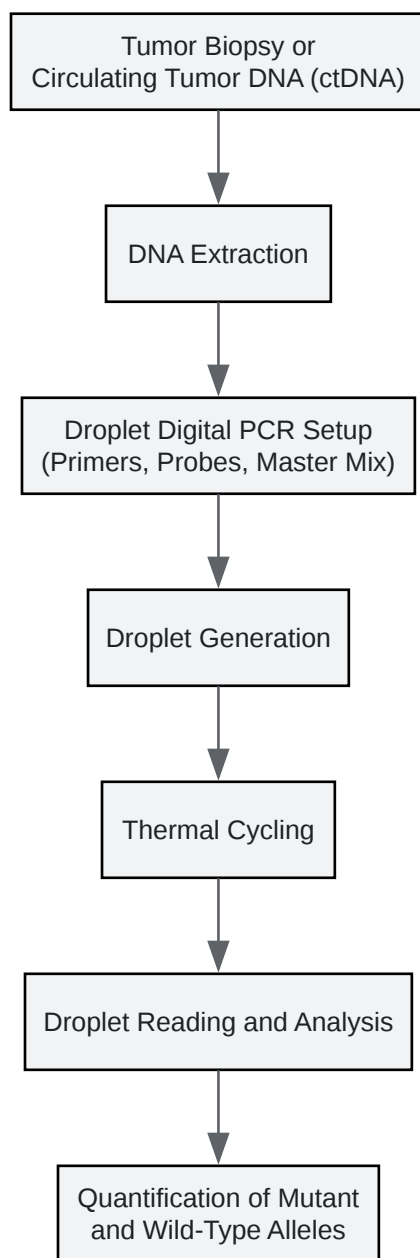 Tumor Biopsy or
Circulating Tumor DNA (ctDNA)
DNA Extraction
Droplet Digital PCR Setup
(Primers, Probes, Master Mix)
Droplet Generation
Thermal Cycling
Droplet Reading and Analysis
Quantification of Mutant
and Wild-Type Alleles